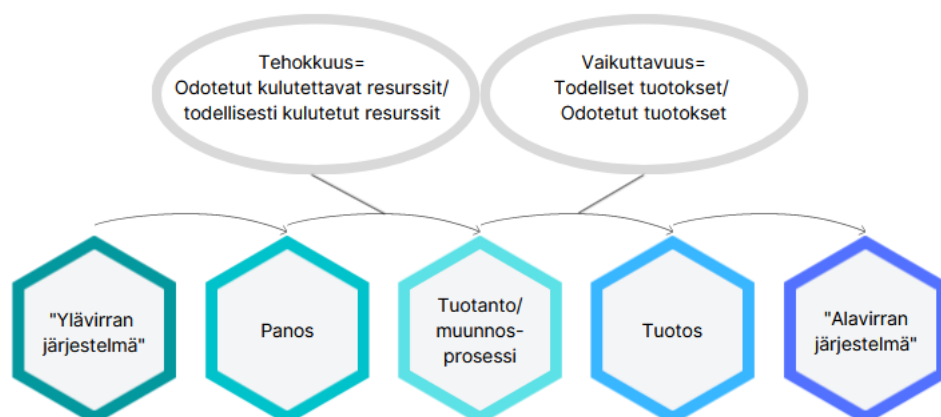 Tehokkuus=
Odotetut kulutettavat resurssit/
todellisesti kulutetut resurssit
Vaikuttavuus=
Todellset tuotokset/
Odotetut tuotokset
"Ylävirran
järjestelmä"
Panos
Tuotanto/
muunnos-
prosessi
Tuotos
"Alavirran
järjestelmä"